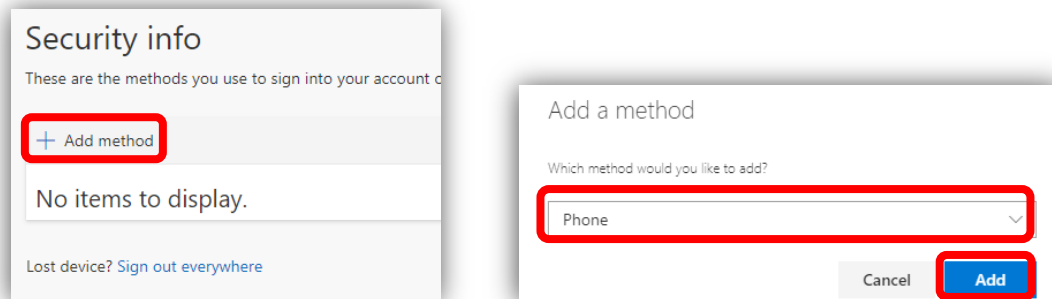 Security info
These are the methods you use to sign into your account
+ Add method
No items to display.
Lost device? Sign out everywhere
Add a method
Which method would you like to add?
Phone
Cancel
Add